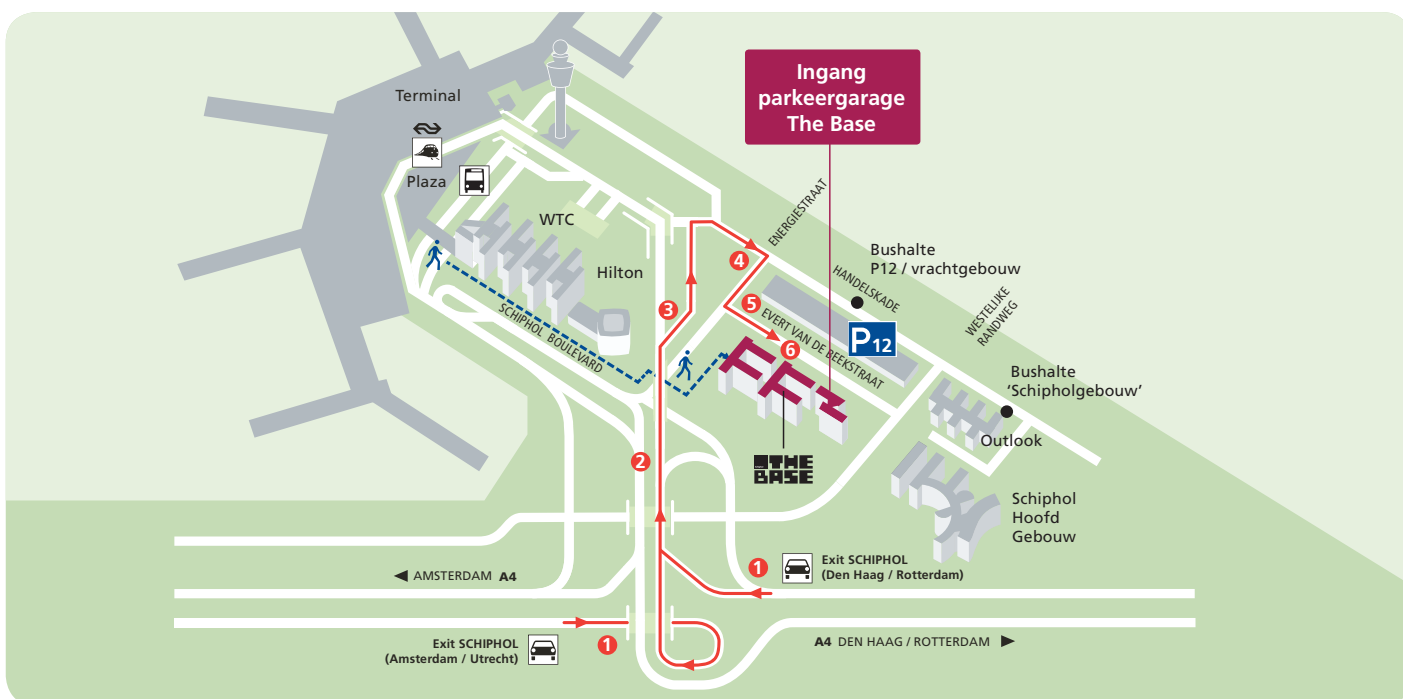 Ingang
parkeergarage
The Base
Terminal
Plaza
WTC
Hilton
SCHIPHOL BOULEVARD
ENERGIESTRAAT
Bushalte
P12 / vrachtgebouw
HANDELSKADE
WESTELIJKE
RANDWEG
P12
EVERT VAN DE BEEKSTRAAT
Bushalte
'Schipholgebouw'
Outlook
THE
BASE
Schiphol
Hoofd
Gebouw
4
3
5
6
2
1
Exit SCHIPHOL
(Den Haag / Rotterdam)
AMSTERDAM A4
1
Exit SCHIPHOL
(Amsterdam / Utrecht)
A4 DEN HAAG / ROTTERDAM